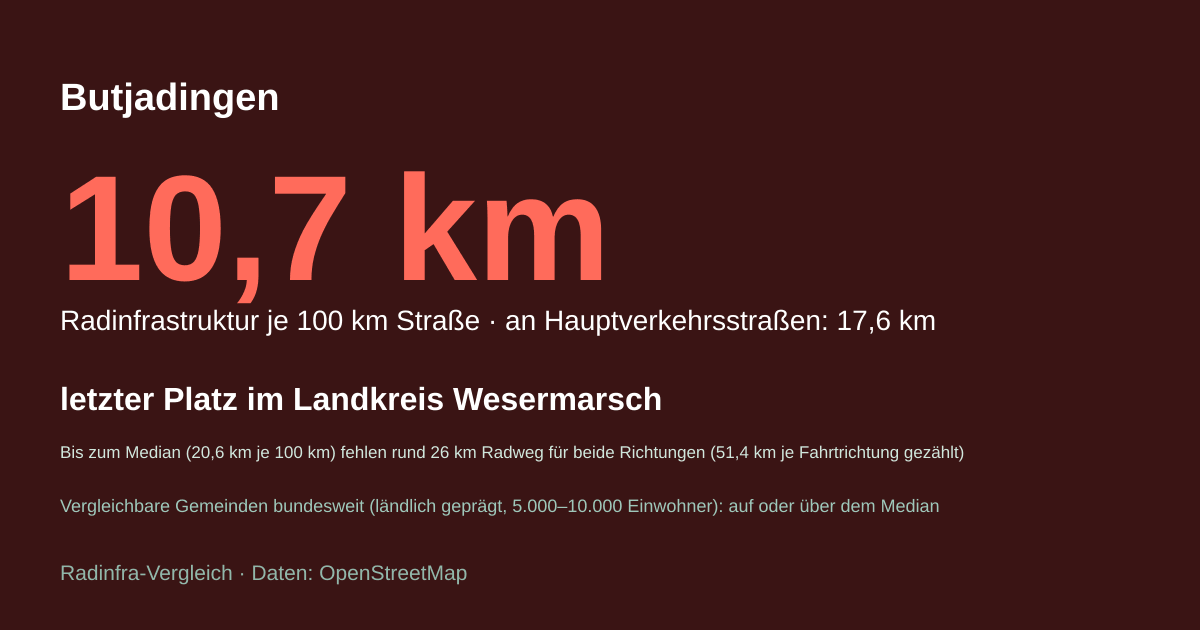 Butjadingen
10,7 km
Radinfrastruktur je 100 km Straße · an Hauptverkehrsstraßen: 17,6 km
letzter Platz im Landkreis Wesermarsch
Bis zum Median (20,6 km je 100 km) fehlen rund 26 km Radweg für beide Richtungen (51,4 km je Fahrtrichtung gezählt)
Vergleichbare Gemeinden bundesweit (ländlich geprägt, 5.000–10.000 Einwohner): auf oder über dem Median
Radinfra-Vergleich · Daten: OpenStreetMap